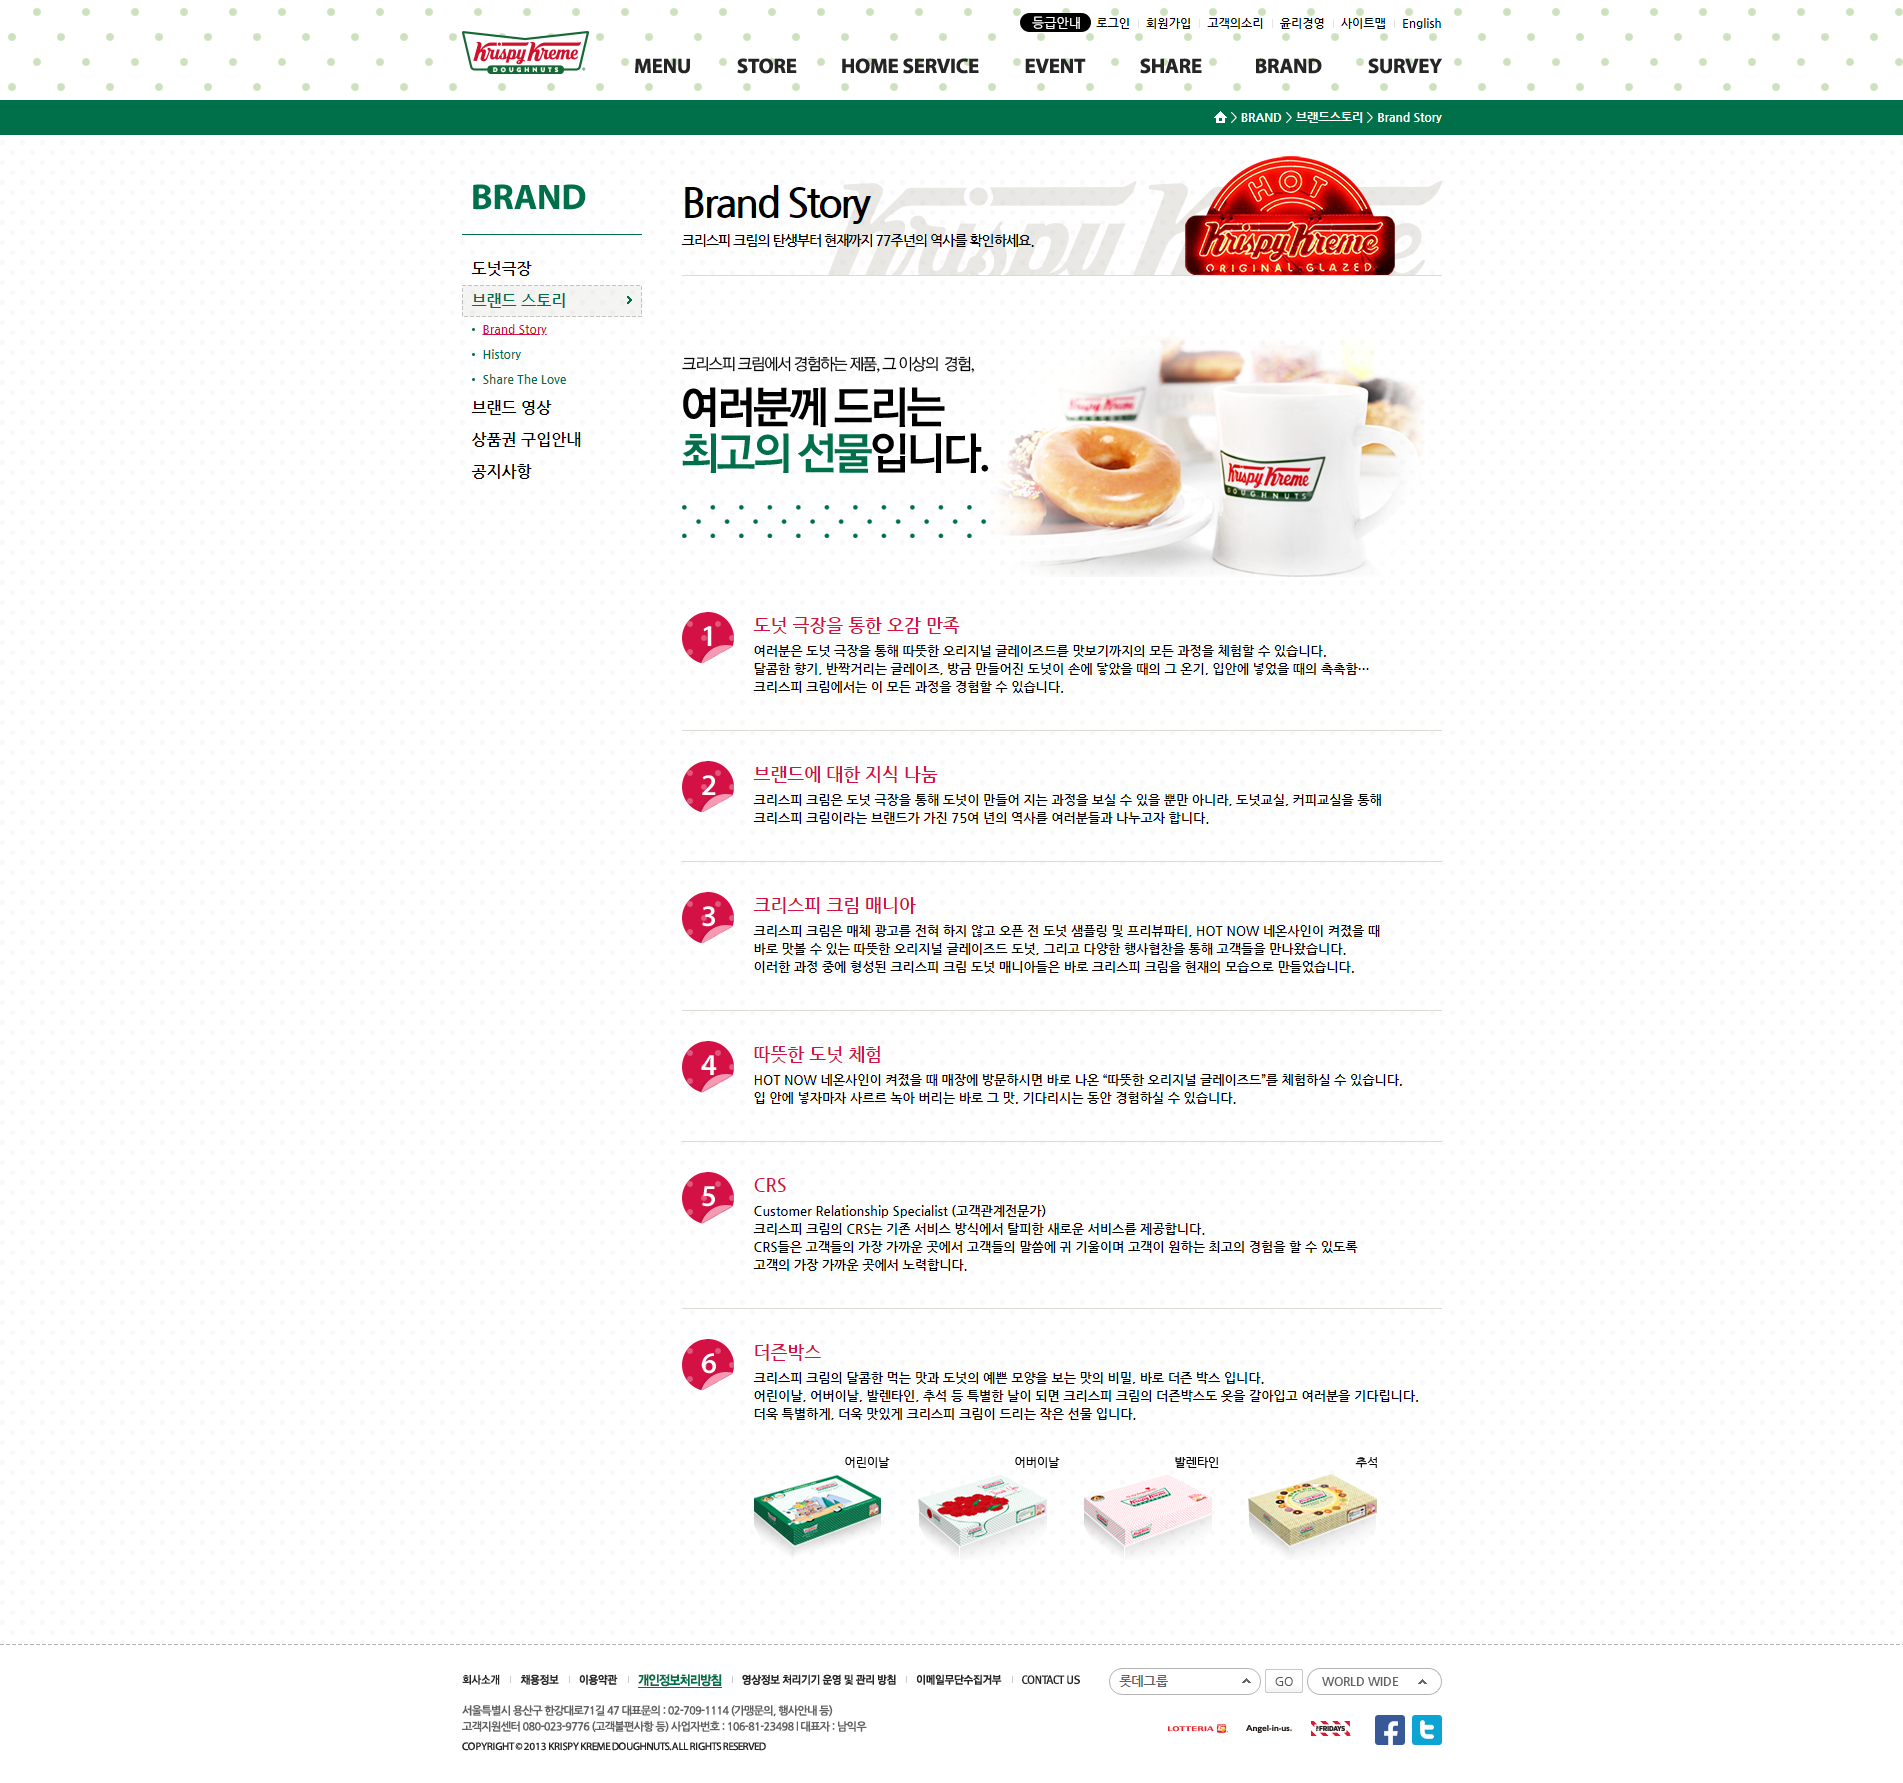 등급안내 로그인 회원가입 고객의소리 윤리경영 사이트맵 English
Krispy Kreme
DOUGHNUTS
MENU STORE HOME SERVICE EVENT SHARE BRAND SURVEY
> BRAND > 브랜드스토리 > Brand Story
BRAND
도넛극장
브랜드 스토리
• Brand Story
• History
• Share The Love
브랜드 영상
상품권 구입안내
공지사항
Krispy Kreme
Brand Story
크리스피 크림의 탄생부터 현재까지 77주년의 역사를 확인하세요.
HOT
Krispy Kreme
ORIGINAL GLAZED
크리스피 크림에서 경험하는 제품, 그 이상의 경험,
여러분께 드리는
최고의 선물입니다.
Krispy Kreme
Krispy Kreme
DOUGHNUTS
1
도넛 극장을 통한 오감 만족
여러분은 도넛 극장을 통해 따뜻한 오리지널 글레이즈드를 맛보기까지의 모든 과정을 체험할 수 있습니다.
달콤한 향기, 반짝거리는 글레이즈, 방금 만들어진 도넛이 손에 닿았을 때의 그 온기, 입안에 넣었을 때의 촉촉함…
크리스피 크림에서는 이 모든 과정을 경험할 수 있습니다.
2
브랜드에 대한 지식 나눔
크리스피 크림은 도넛 극장을 통해 도넛이 만들어 지는 과정을 보실 수 있을 뿐만 아니라, 도넛교실, 커피교실을 통해
크리스피 크림이라는 브랜드가 가진 75여 년의 역사를 여러분들과 나누고자 합니다.
3
크리스피 크림 매니아
크리스피 크림은 매체 광고를 전혀 하지 않고 오픈 전 도넛 샘플링 및 프리뷰파티, HOT NOW 네온사인이 켜졌을 때
바로 맛볼 수 있는 따뜻한 오리지널 글레이즈드 도넛, 그리고 다양한 행사협찬을 통해 고객들을 만나왔습니다.
이러한 과정 중에 형성된 크리스피 크림 도넛 매니아들은 바로 크리스피 크림을 현재의 모습으로 만들었습니다.
4
따뜻한 도넛 체험
HOT NOW 네온사인이 켜졌을 때 매장에 방문하시면 바로 나온 “따뜻한 오리지널 글레이즈드”를 체험하실 수 있습니다.
입 안에 넣자마자 사르르 녹아 버리는 바로 그 맛. 기다리시는 동안 경험하실 수 있습니다.
5
CRS
Customer Relationship Specialist (고객관계전문가)
크리스피 크림의 CRS는 기존 서비스 방식에서 탈피한 새로운 서비스를 제공합니다.
CRS들은 고객들의 가장 가까운 곳에서 고객들의 말씀에 귀 기울이며 고객이 원하는 최고의 경험을 할 수 있도록
고객의 가장 가까운 곳에서 노력합니다.
6
더즌박스
크리스피 크림의 달콤한 먹는 맛과 도넛의 예쁜 모양을 보는 맛의 비밀, 바로 더즌 박스 입니다.
어린이날, 어버이날, 발렌타인, 추석 등 특별한 날이 되면 크리스피 크림의 더즌박스도 옷을 갈아입고 여러분을 기다립니다.
더욱 특별하게, 더욱 맛있게 크리스피 크림이 드리는 작은 선물 입니다.
어린이날 어버이날 발렌타인 추석
회사소개 채용정보 이용약관 개인정보처리방침 영상정보 처리기기 운영 및 관리 방침 이메일무단수집거부 CONTACT US
롯데그룹 GO WORLD WIDE
서울특별시 용산구 한강대로71길 47 대표문의 : 02-709-1114 (가맹문의, 행사안내 등)
고객지원센터 080-023-9776 (고객불편사항 등) 사업자번호 : 106-81-23498 | 대표자 : 남익우
COPYRIGHT © 2013 KRISPY KREME DOUGHNUTS. ALL RIGHTS RESERVED
LOTTERIA Angel-in-us. FRIDAYS